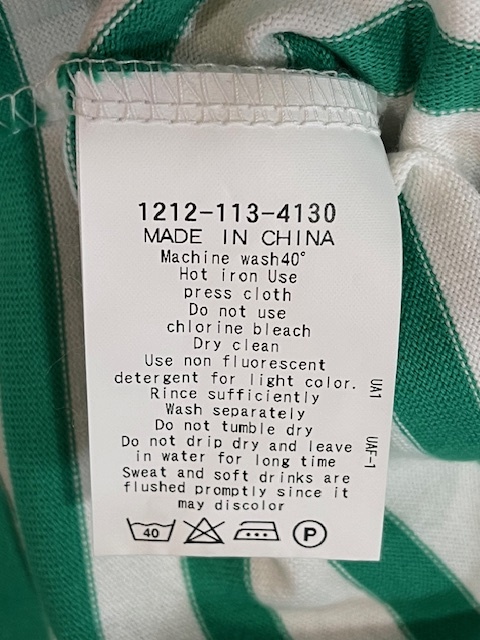 1212-113-4130
MADE IN CHINA
Machine wash40°
Hot iron Use
press cloth
Do not use
chlorine bleach
Dry clean
Use non fluorescent
detergent for light color.
Rince sufficiently
Wash separately
Do not tumble dry
Do not drip dry and leave
in water for long time
Sweat and soft drinks are
flushed promptly since it
may discolor
40
P
UA1
UAF-1